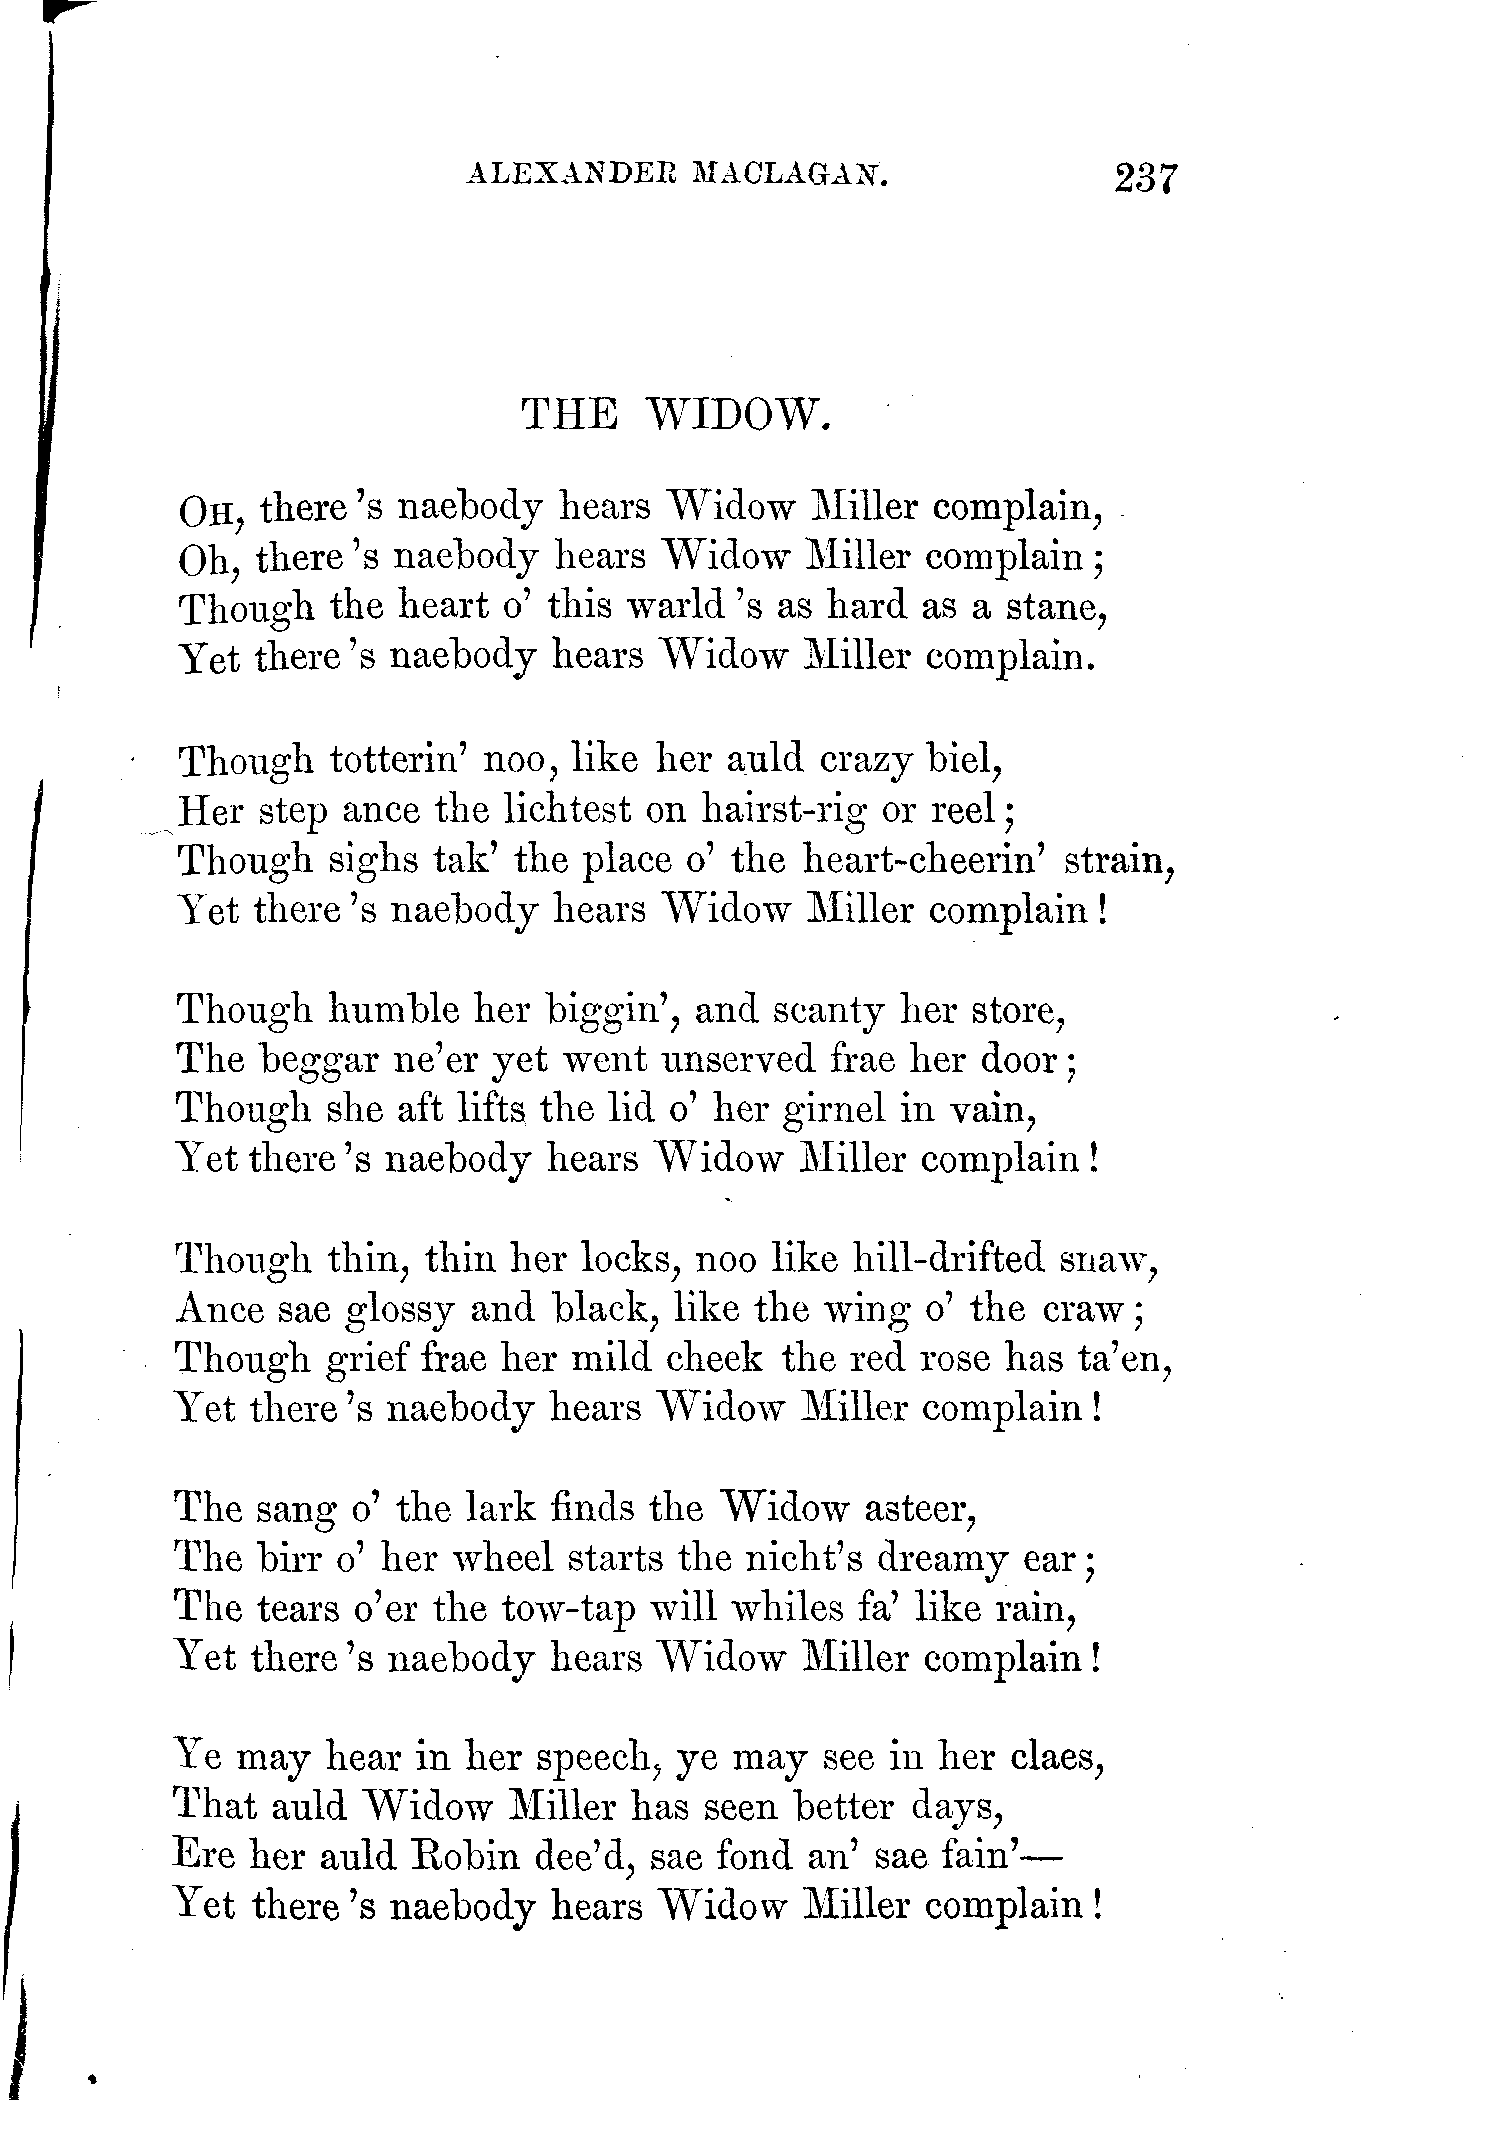 ALEXANDER MACLAGAN. 237
THE WIDOW.
OH, there 's naebody hears Widow Miller complain,
Oh, there 's naebody hears Widow Miller complain ;
Though the heart o' this warld 's as hard as a stane,
Yet there 's naebody hears Widow Miller complain.
Though totterin' noo, like her auld crazy biel,
Her step ance the lichtest on hairst-rig or reel ;
Though sighs tak' the place o' the heart-cheerin' strain,
Yet there 's naebody hears Widow Miller complain !
Though humble her biggin', and scanty her store,
The beggar ne'er yet went unserved frae her door ;
Though she aft lifts the lid o' her girnel in vain,
Yet there 's naebody hears Widow Miller complain !
Though thin, thin her locks, noo like hill-drifted snaw,
Ance sae glossy and black, like the wing o' the craw ;
Though grief frae her mild cheek the red rose has ta'en,
Yet there 's naebody hears Widow Miller complain !
The sang o' the lark finds the Widow asteer,
The birr o' her wheel starts the nicht's dreamy ear ;
The tears o'er the tow-tap will whiles fa' like rain,
Yet there 's naebody hears Widow Miller complain !
Ye may hear in her speech, ye may see in her claes,
That auld Widow Miller has seen better days,
Ere her auld Robin dee'd, sae fond an' sae fain'—
Yet there 's naebody hears Widow Miller complain !